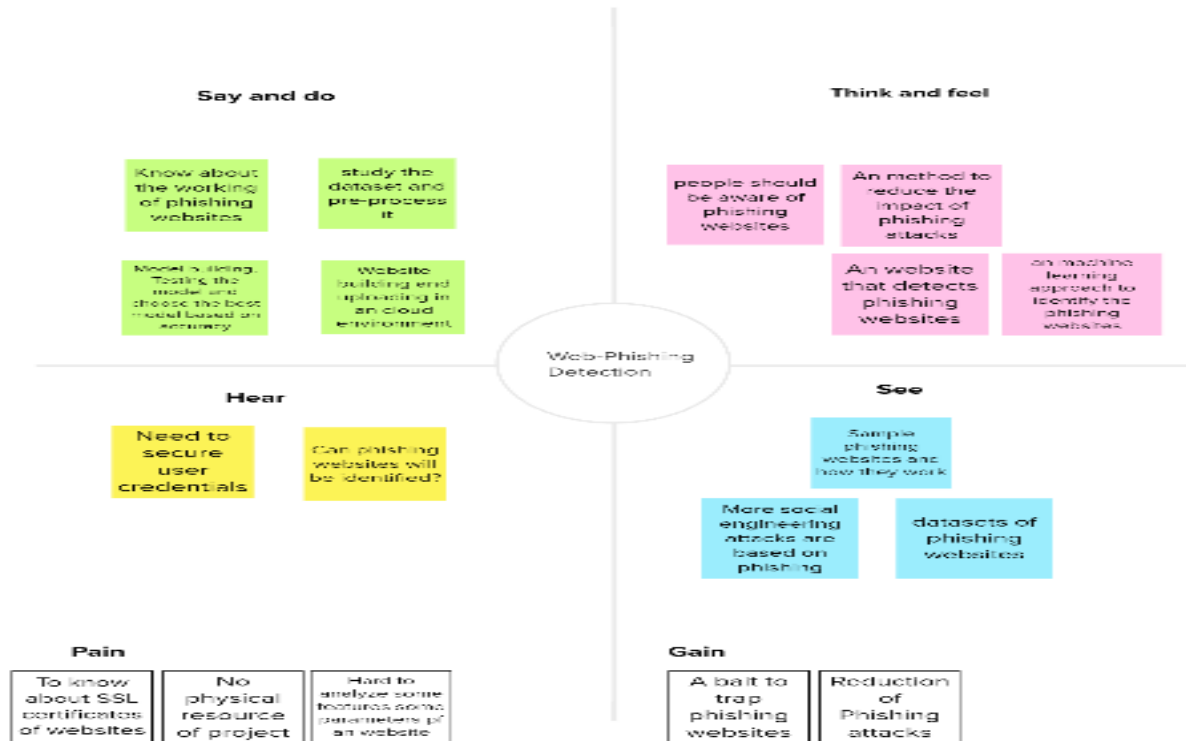 Say and do
Know about
the working
of phishing
websites
study the
dataset and
pre-process
it
Model building.
Testing the
model and
choose the best
model based on
accuracy
Website
building end
uploading in
an cloud
environment
Think and feel
people should
be aware of
phishing
websites
An method to
reduce the
impact of
phishing
attacks
An website
that detects
phishing
websites
an machine
learning
approach to
identify the
phishing
websites
Web-Phishing
Detection
Hear
Need to
secure
user
credentials
Can phishing
websites will
be identified?
See
Sample
phishing
websites and
how they work
More social
engineering
attacks are
based on
phishing
datasets of
phishing
websites
Pain
To know
about SSL
certificates
of websites
No
physical
resource
of project
Hard to
analyze some
features some
parameters pf
an website
Gain
A bait to
trap
phishing
websites
Reduction
of
Phishing
attacks